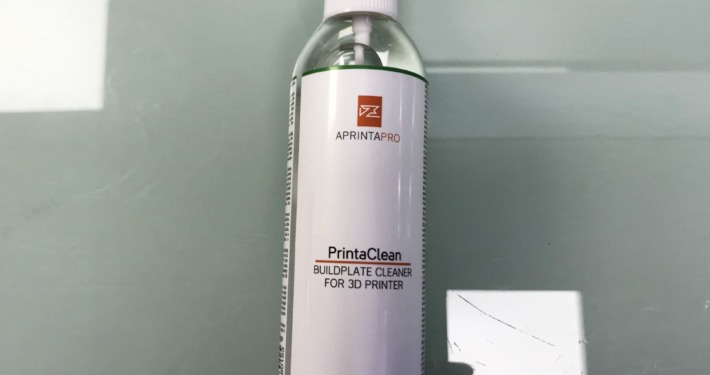 APRINTAPRO
PrintaClean
BUILDPLATE CLEANER
FOR 3D PRINTER